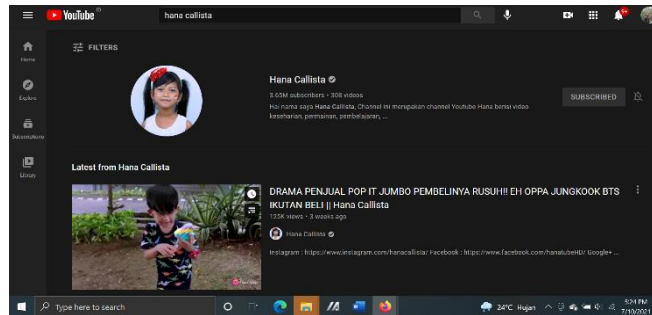 YouTube
hana callista
Home
FILTERS
Explore
Hana Callista
3.65M subscribers • 308 videos
SUBSCRIBED
Hai nama saya Hana Callista, Channel ini merupakan channel Youtube Hana berisi video
keseharian, permainan, pembelajaran, ...
Subscriptions
Library
Latest from Hana Callista
DRAMA PENJUAL POP IT JUMBO PEMBELINYA RUSUH!! EH OPPA JUNGKOOK BTS
IKUTAN BELI || Hana Callista
125K views • 3 weeks ago
Hana Callista
Instagram : https://www.instagram.com/hanacallista/ Facebook : https://www.facebook.com/hanatubeHD/ Google+ ...
Type here to search
24°C Hujan
5:24 PM
7/10/2021